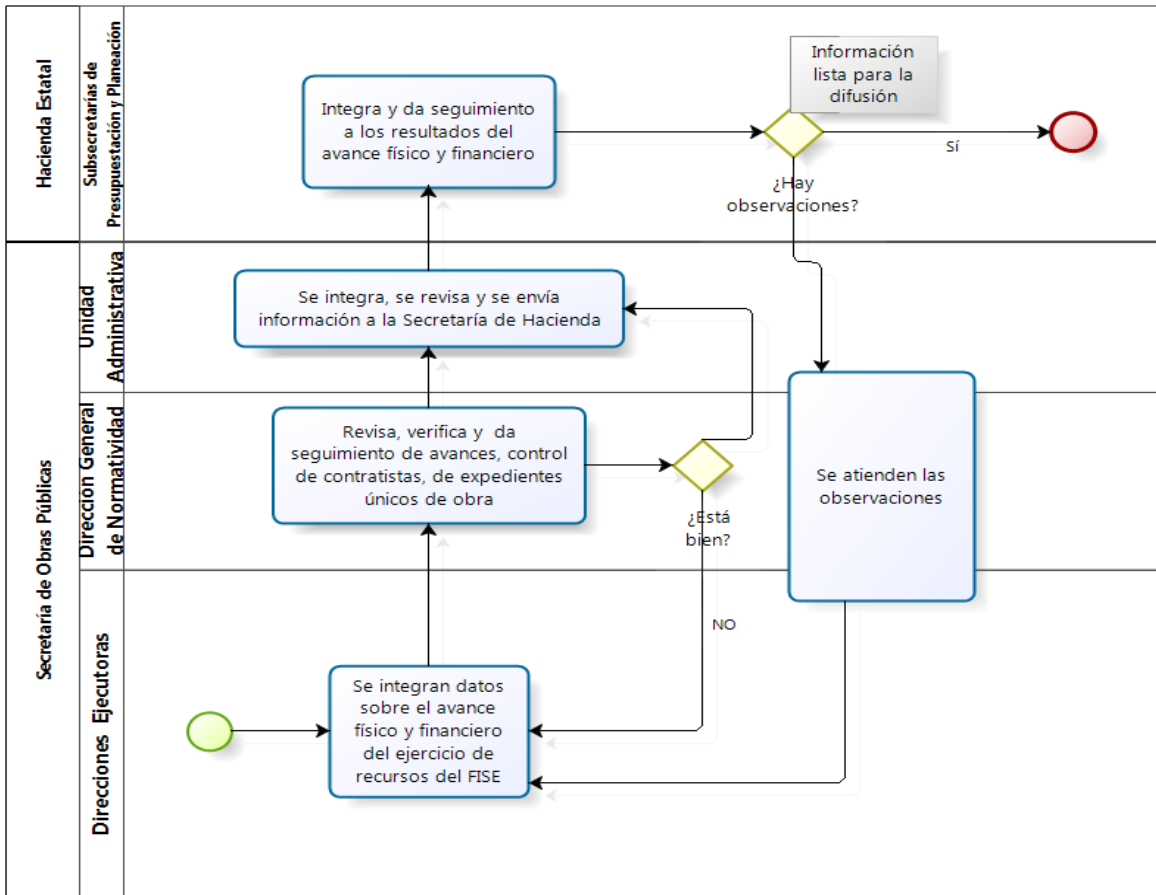 Hacienda Estatal
Subsecretarías de
Presupuestación y Planeación
Integra y da seguimiento
a los resultados del
avance físico y financiero
Información
lista para la
difusión
Sí
¿Hay
observaciones?
Secretaría de Obras Públicas
Unidad
Administrativa
Se integra, se revisa y se envía
información a la Secretaría de Hacienda
Dirección General
de Normatividad
Revisa, verifica y  da
seguimiento de avances, control
de contratistas, de expedientes
únicos de obra
¿Está
bien?
Se atienden las
observaciones
NO
Direcciones  Ejecutoras
Se integran datos
sobre el avance
físico y financiero
del ejercicio de
recursos del FISE